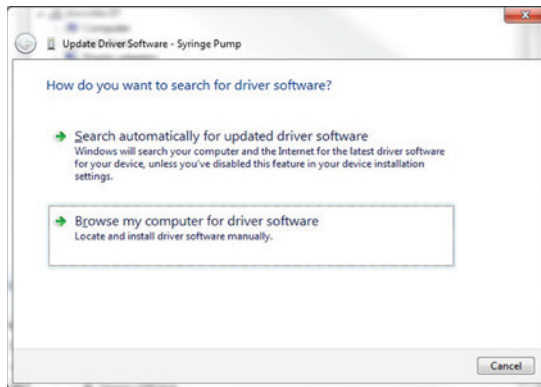 Update Driver Software - Syringe Pump
How do you want to search for driver software?
Search automatically for updated driver software
Windows will search your computer and the Internet for the latest driver software
for your device, unless you've disabled this feature in your device installation
settings.
Browse my computer for driver software
Locate and install driver software manually.
Cancel